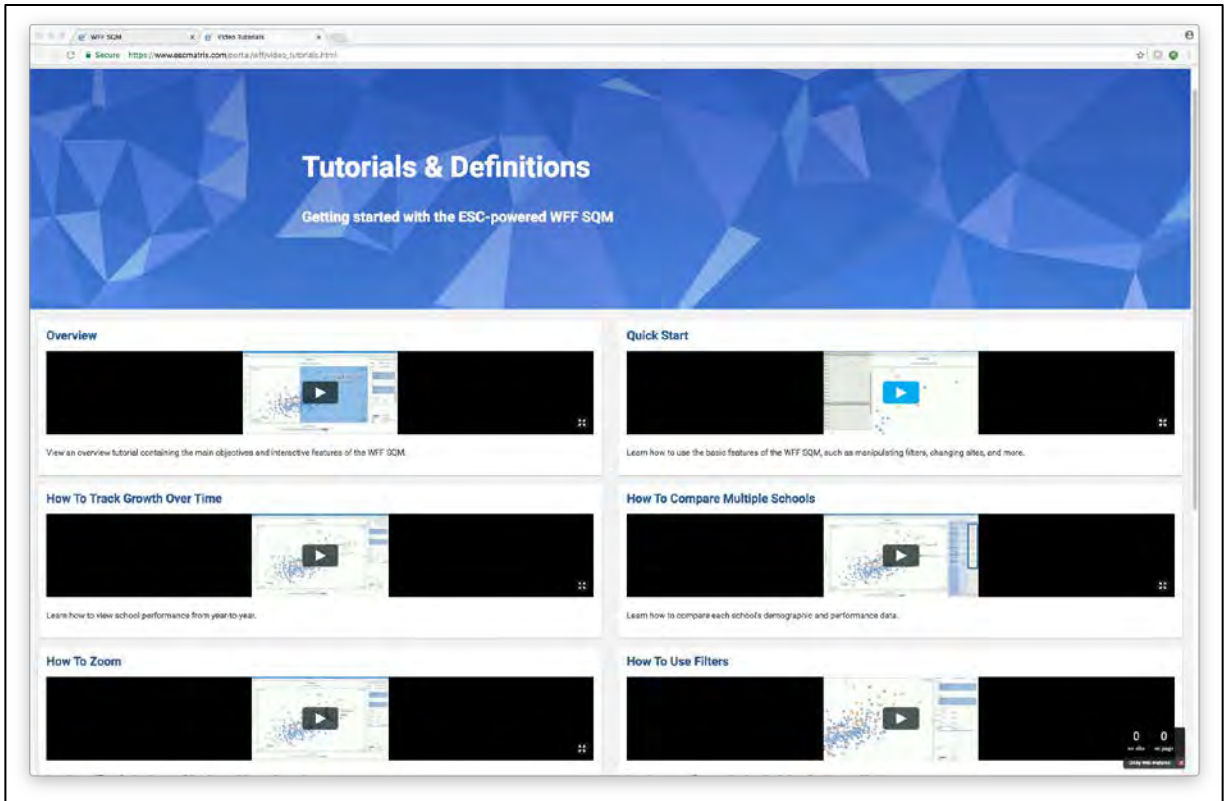 WFF SQM
Video Tutorials
Secure https://www.escmatrix.com/portal/wff/video_tutorials.html
Tutorials & Definitions
Getting started with the ESC-powered WFF SQM
Overview
View an overview tutorial containing the main objectives and interactive features of the WFF SQM.
Quick Start
Learn how to use the basic features of the WFF SQM, such as manipulating filters, changing sites, and more.
How To Track Growth Over Time
Learn how to view school performance from year-to-year.
How To Compare Multiple Schools
Learn how to compare each school's demographic and performance data.
How To Zoom
How To Use Filters
0 0
on site on page